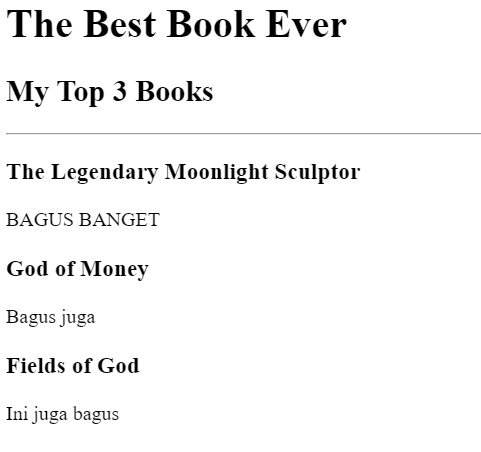 The Best Book Ever
My Top 3 Books
The Legendary Moonlight Sculptor
BAGUS BANGET
God of Money
Bagus juga
Fields of God
Ini juga bagus